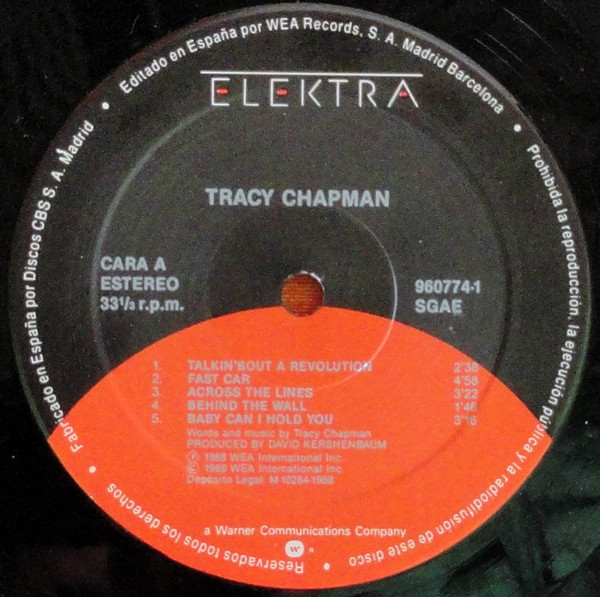 Fabricado en España por Discos CBS S. A. Madrid • Editado en España por WEA Records, S. A. Madrid Barcelona • Prohibida la reproducción, la ejecución pública y la radiodifusión de este disco • Reservados todos los derechos •
ELEKTRA
TRACY CHAPMAN
CARA A
ESTEREO
33 1/3 r.p.m.
960774-1
SGAE
1. TALKIN'BOUT A REVOLUTION 2'38
2. FAST CAR 4'58
3. ACROSS THE LINES 3'22
4. BEHIND THE WALL 1'46
5. BABY CAN I HOLD YOU 3'16
Words and music by Tracy Chapman
PRODUCED BY DAVID KERSHENBAUM
Ⓟ 1988 WEA International Inc.
© 1988 WEA International Inc.
Depósito Legal: M 10264-1988
a Warner Communications Company
W ®